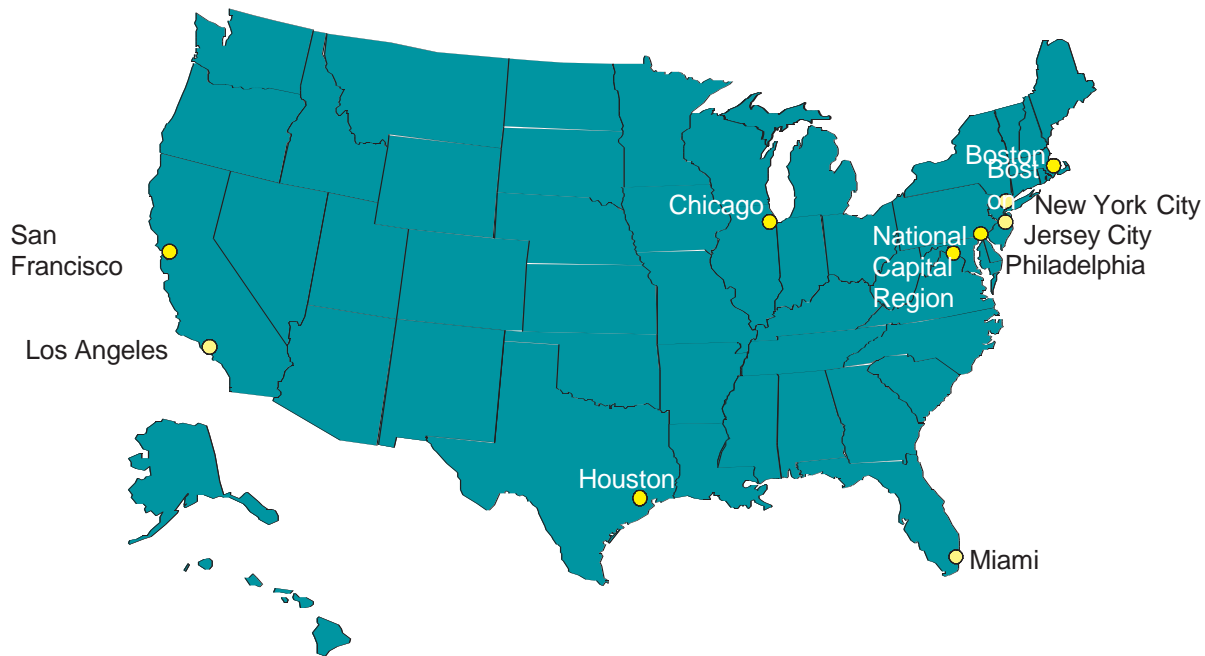 Boston
Bost
on
Chicago
New York City
Jersey City
National
Capital
Region
Philadelphia
San
Francisco
Los Angeles
Houston
Miami